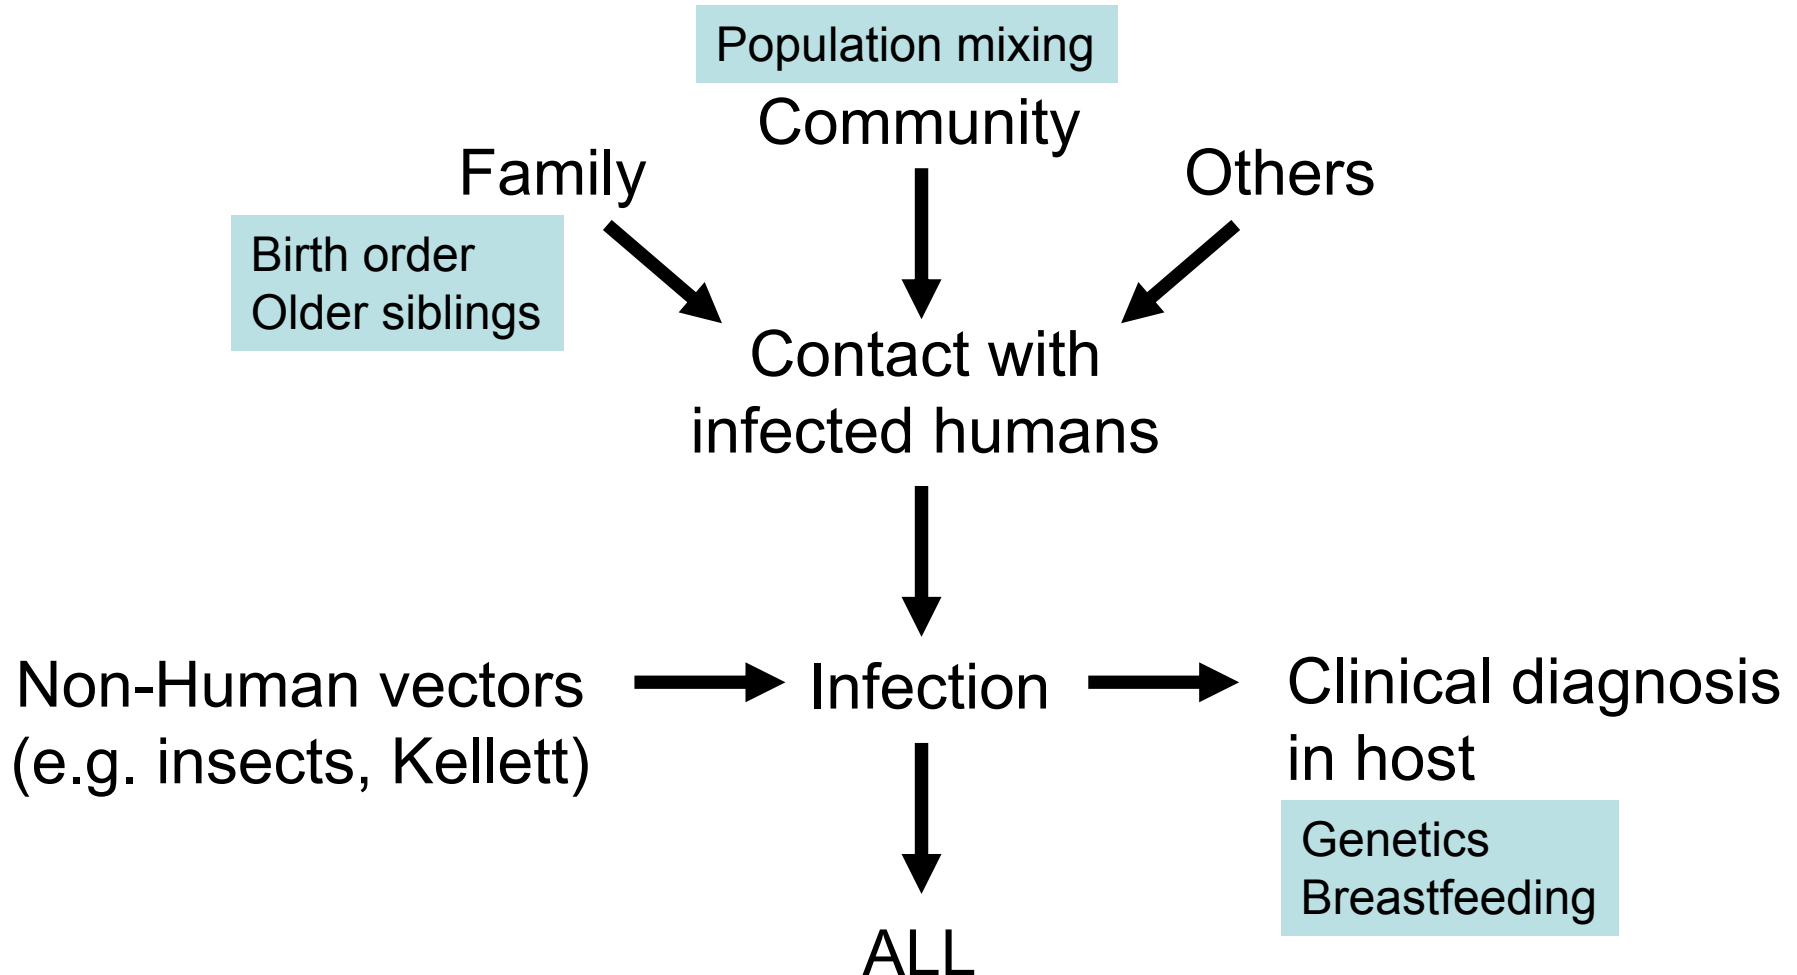 Population mixing
Community
Family
Others
Birth order
Older siblings
Contact with
infected humans
Non-Human vectors
(e.g. insects, Kellett)
Infection
Clinical diagnosis
in host
Genetics
Breastfeeding
ALL